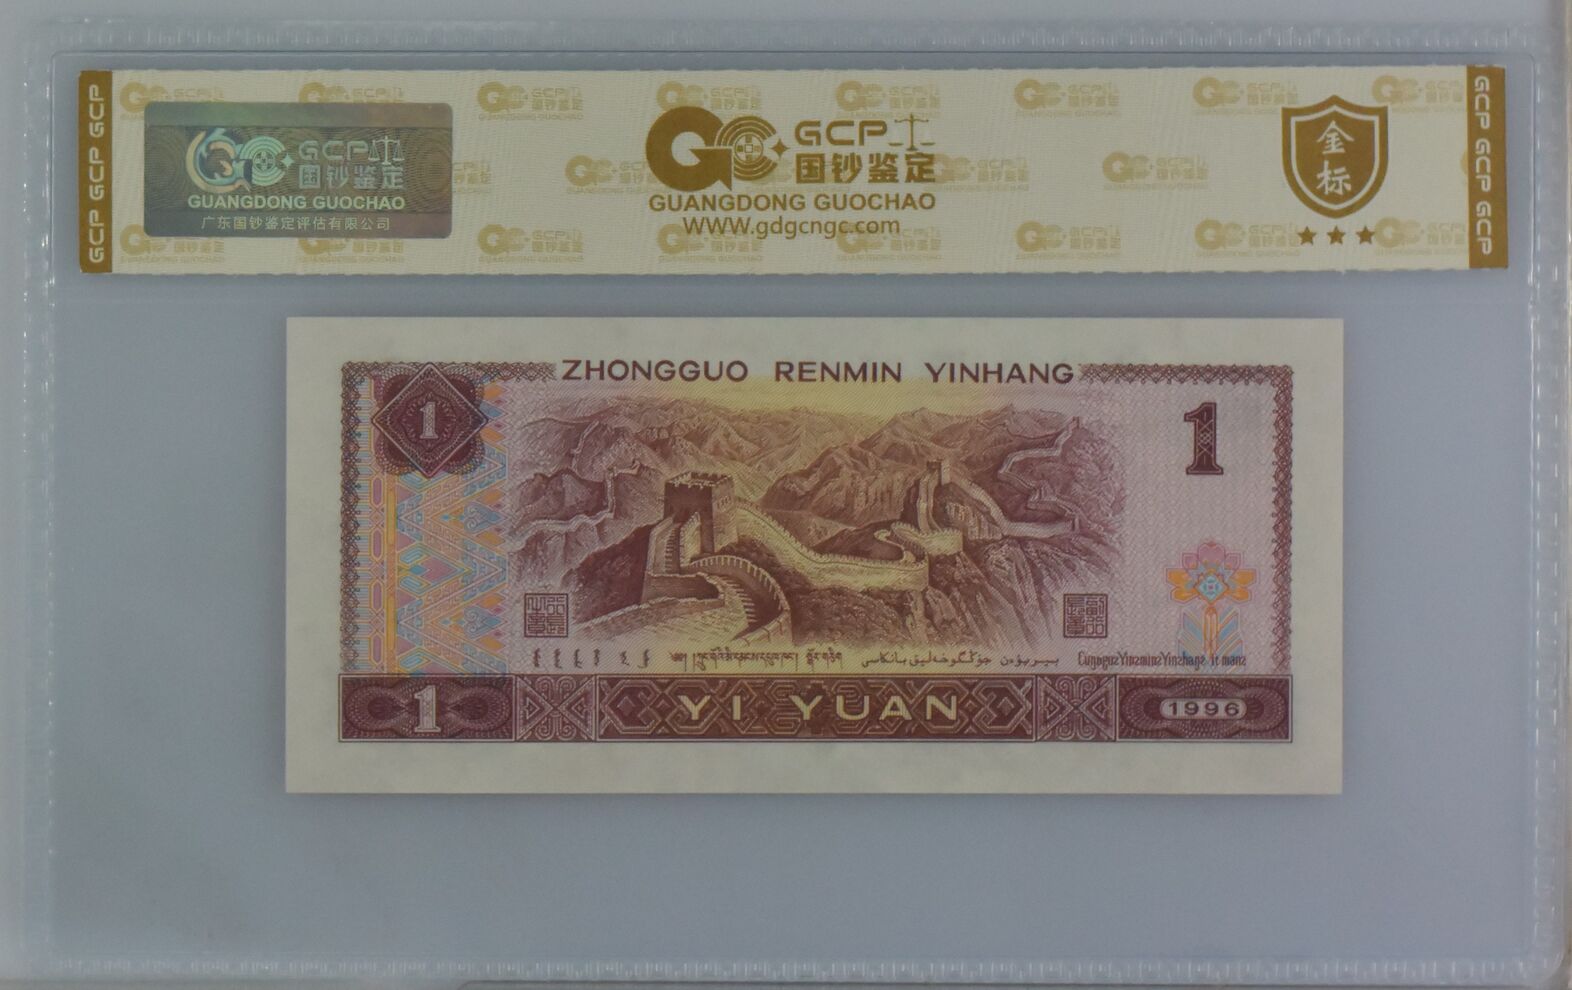 GCP GCP GCP
GCP
国钞鉴定
GUANGDONG GUOCHAO
广东国钞鉴定评估有限公司
GCP
国钞鉴定
GUANGDONG GUOCHAO
www.gdgcngc.com
金标
GCP GCP GCP
ZHONGGUO RENMIN YINHANG
1
1
1
YI YUAN
1996